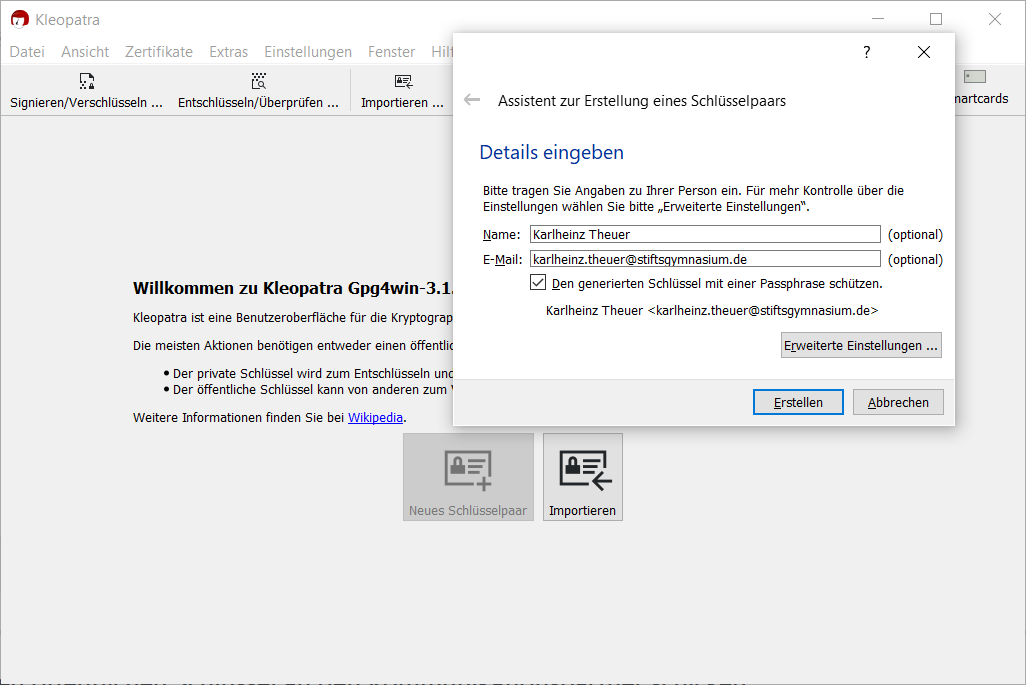 Kleopatra
Datei Ansicht Zertifikate Extras Einstellungen Fenster
Signieren/Verschlüsseln ... Entschlüsseln/Überprüfen ... Importieren ...
?
Assistent zur Erstellung eines Schlüsselpaars
Details eingeben
Bitte tragen Sie Angaben zu Ihrer Person ein. Für mehr Kontrolle über die
Einstellungen wählen Sie bitte „Erweiterte Einstellungen“.
Name: Karlheinz Theuer (optional)
E-Mail: karlheinz.theuer@stiftsgymnasium.de (optional)
Den generierten Schlüssel mit einer Passphrase schützen.
Karlheinz Theuer <karlheinz.theuer@stiftsgymnasium.de>
Erweiterte Einstellungen ...
Erstellen Abbrechen
Willkommen zu Kleopatra Gpg4win-3.1.
Kleopatra ist eine Benutzeroberfläche für die
Die meisten Aktionen benötigen entweder einen
• Der private Schlüssel wird zum Entschlüsseln und
• Der öffentliche Schlüssel kann von anderen zum
Weitere Informationen finden Sie bei Wikipedia.
Neues Schlüsselpaar Importieren